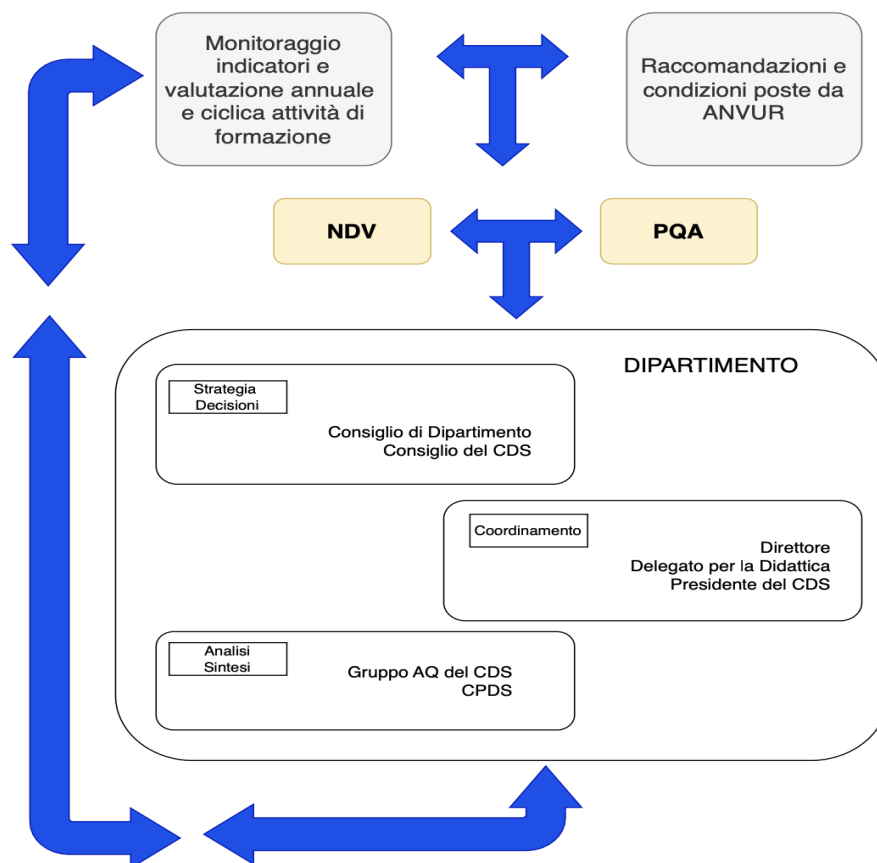 Monitoraggio
indicatori e
valutazione annuale
e ciclica attività di
formazione
Raccomandazioni e
condizioni poste da
ANVUR
NDV
PQA
DIPARTIMENTO
Strategia
Decisioni
Consiglio di Dipartimento
Consiglio del CDS
Coordinamento
Direttore
Delegato per la Didattica
Presidente del CDS
Analisi
Sintesi
Gruppo AQ del CDS
CPDS